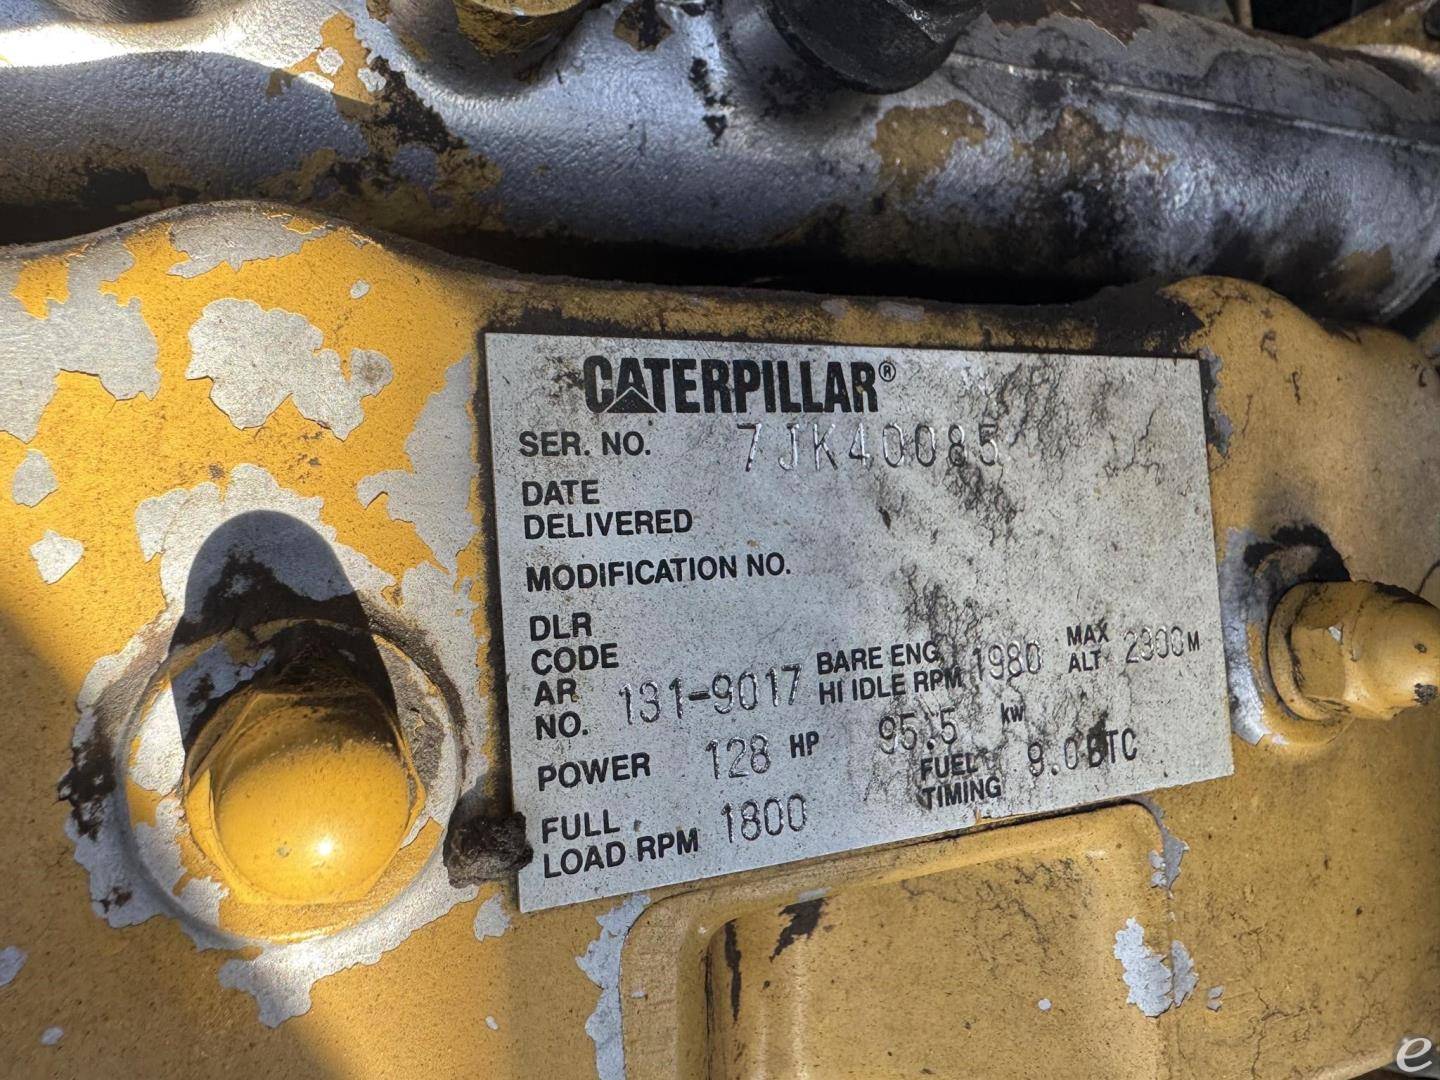 CATERPILLAR®
SER. NO. 7JK40085
DATE
DELIVERED
MODIFICATION NO.
DLR
CODE
AR
NO. 131-9017 BARE ENG
HI IDLE RPM 1980 MAX
ALT 2300M
POWER 128 HP 95.5 kw
FULL
LOAD RPM 1800 FUEL
TIMING 9.0BTC
e